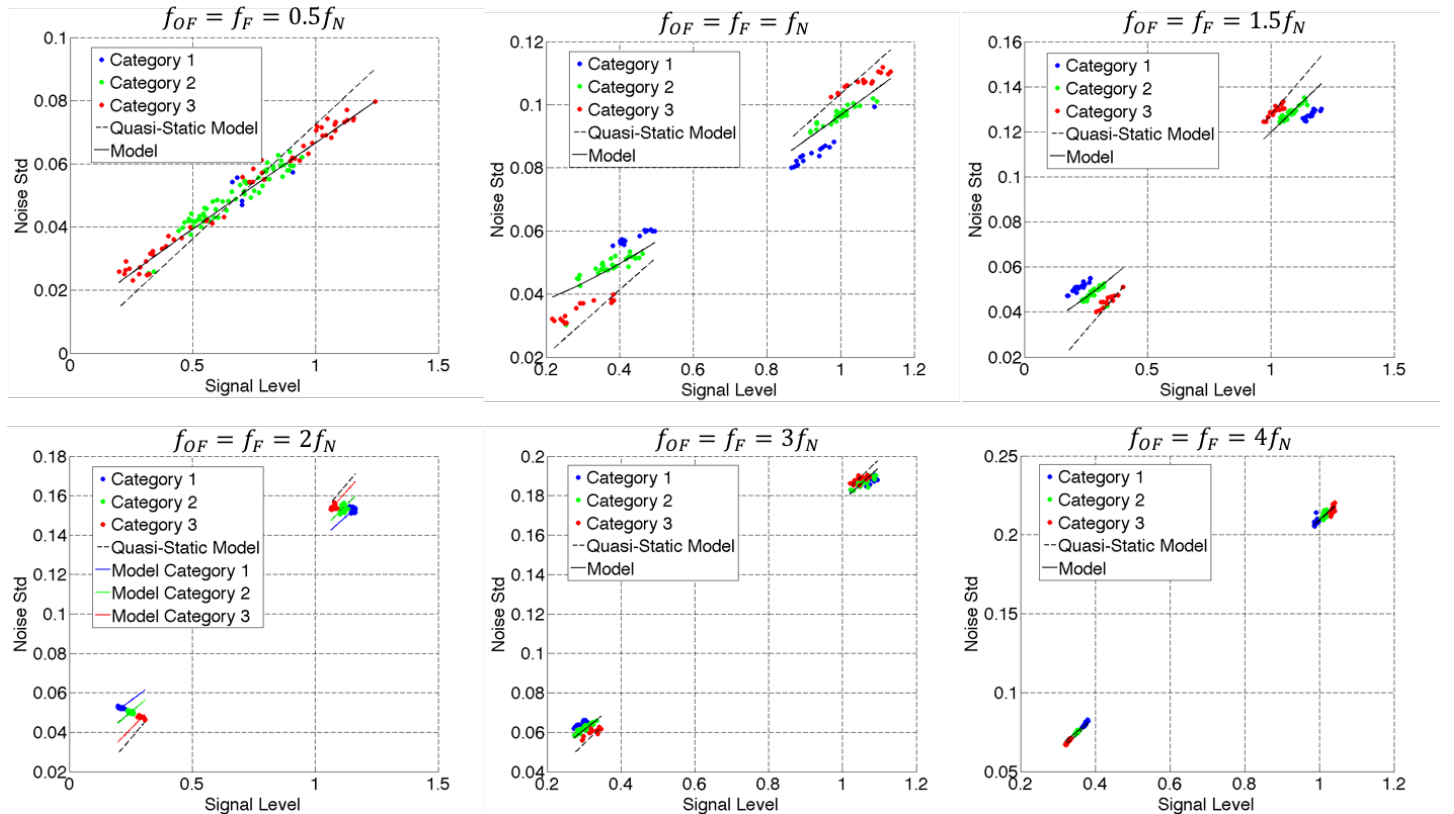 f_OF = f_F = 0.5f_N
0.1
0.08
0.06
0.04
0.02
0
Noise Std
Category 1
Category 2
Category 3
Quasi-Static Model
Model
0 0.5 1 1.5
Signal Level
f_OF = f_F = f_N
0.12
0.1
0.08
0.06
0.04
0.02
Noise Std
Category 1
Category 2
Category 3
Quasi-Static Model
Model
0.2 0.4 0.6 0.8 1 1.2
Signal Level
f_OF = f_F = 1.5f_N
0.16
0.14
0.12
0.1
0.08
0.06
0.04
0.02
Noise Std
Category 1
Category 2
Category 3
Quasi-Static Model
Model
0 0.5 1 1.5
Signal Level
f_OF = f_F = 2f_N
0.18
0.16
0.14
0.12
0.1
0.08
0.06
0.04
0.02
Noise Std
Category 1
Category 2
Category 3
Quasi-Static Model
Model Category 1
Model Category 2
Model Category 3
0 0.5 1 1.5
Signal Level
f_OF = f_F = 3f_N
0.2
0.18
0.16
0.14
0.12
0.1
0.08
0.06
0.04
Noise Std
Category 1
Category 2
Category 3
Quasi-Static Model
Model
0.2 0.4 0.6 0.8 1 1.2
Signal Level
f_OF = f_F = 4f_N
0.25
0.2
0.15
0.1
0.05
Noise Std
Category 1
Category 2
Category 3
Quasi-Static Model
Model
0.2 0.4 0.6 0.8 1 1.2
Signal Level